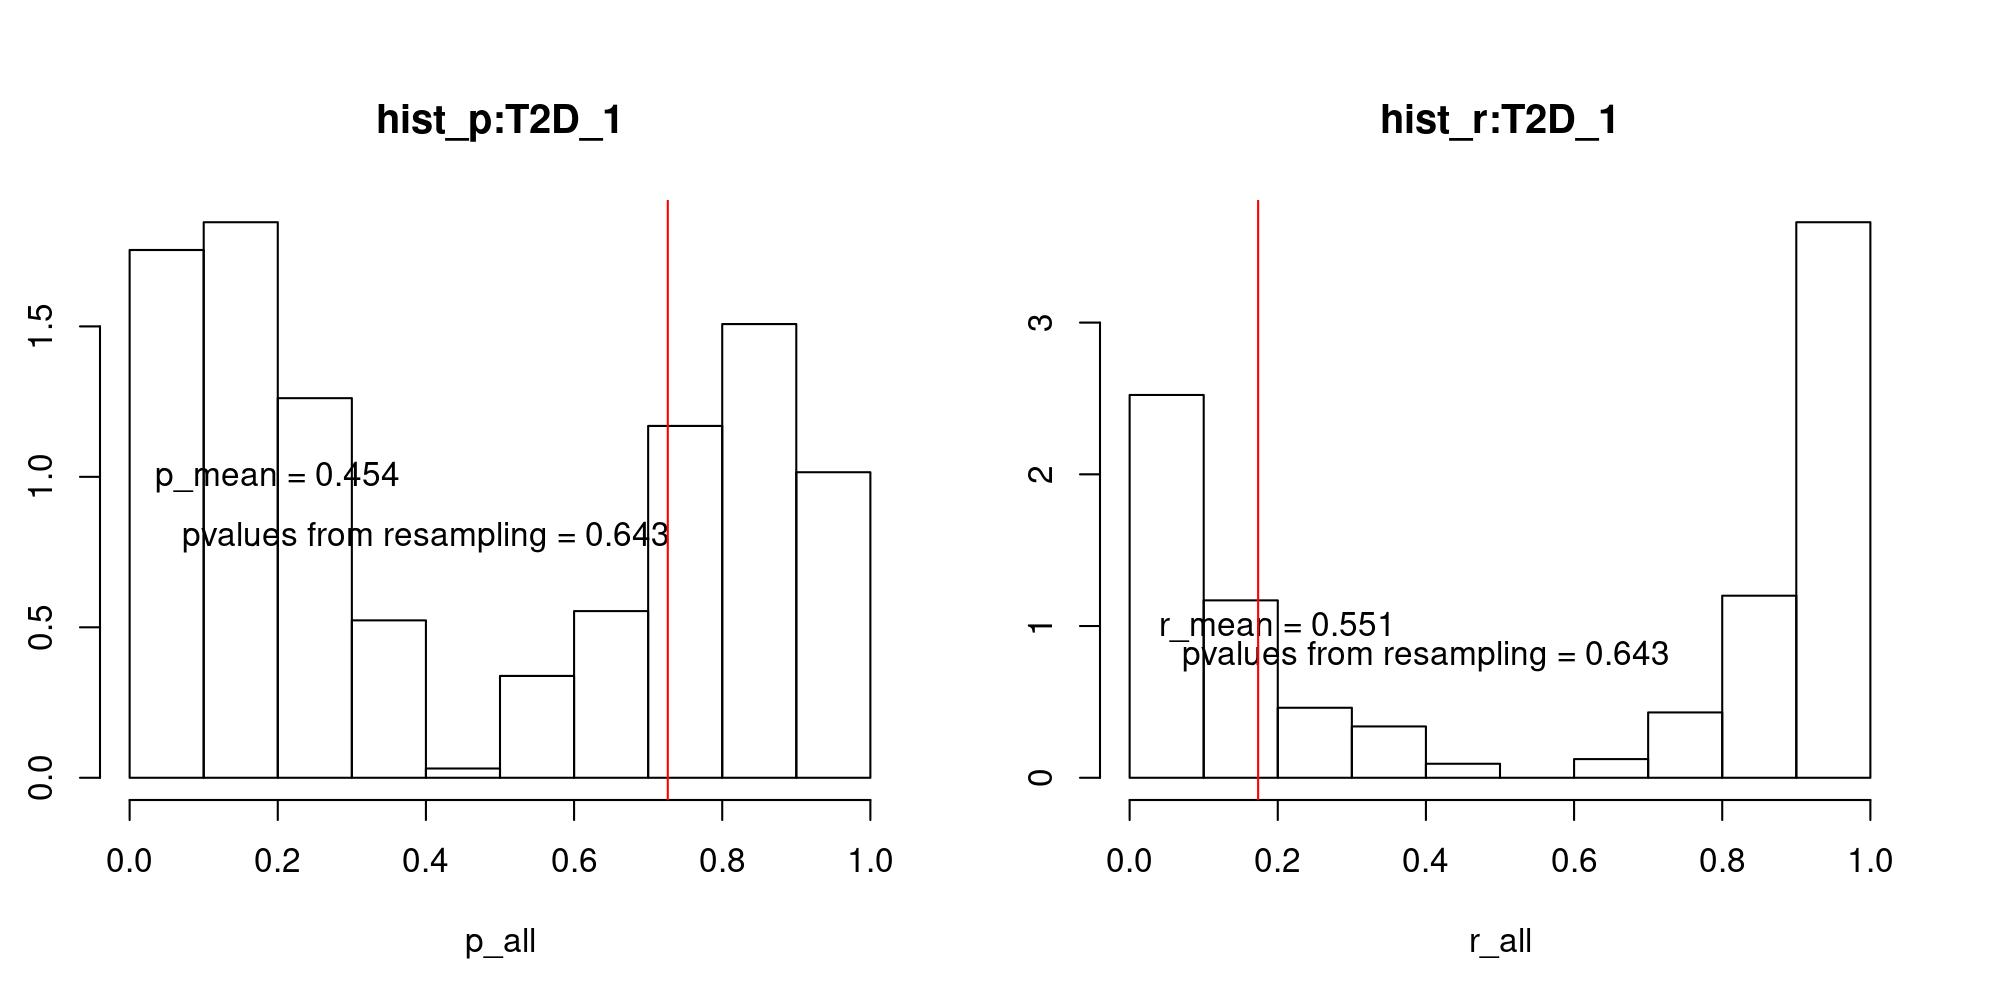 hist_p:T2D_1
1.5
1.0
0.5
0.0
p_mean = 0.454
pvalues from resampling = 0.643
0.0 0.2 0.4 0.6 0.8 1.0
p_all
hist_r:T2D_1
3
2
1
0
r_mean = 0.551
pvalues from resampling = 0.643
0.0 0.2 0.4 0.6 0.8 1.0
r_all